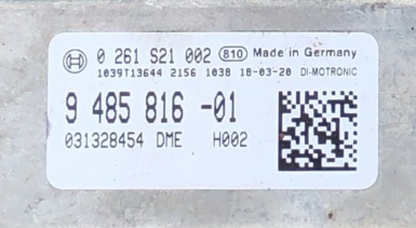 0 261 S21 002 810 Made in Germany
1039T13644 2156 1038 18-03-20 DI-MOTRONIC
9 485 816 -01
031328454 DME H002